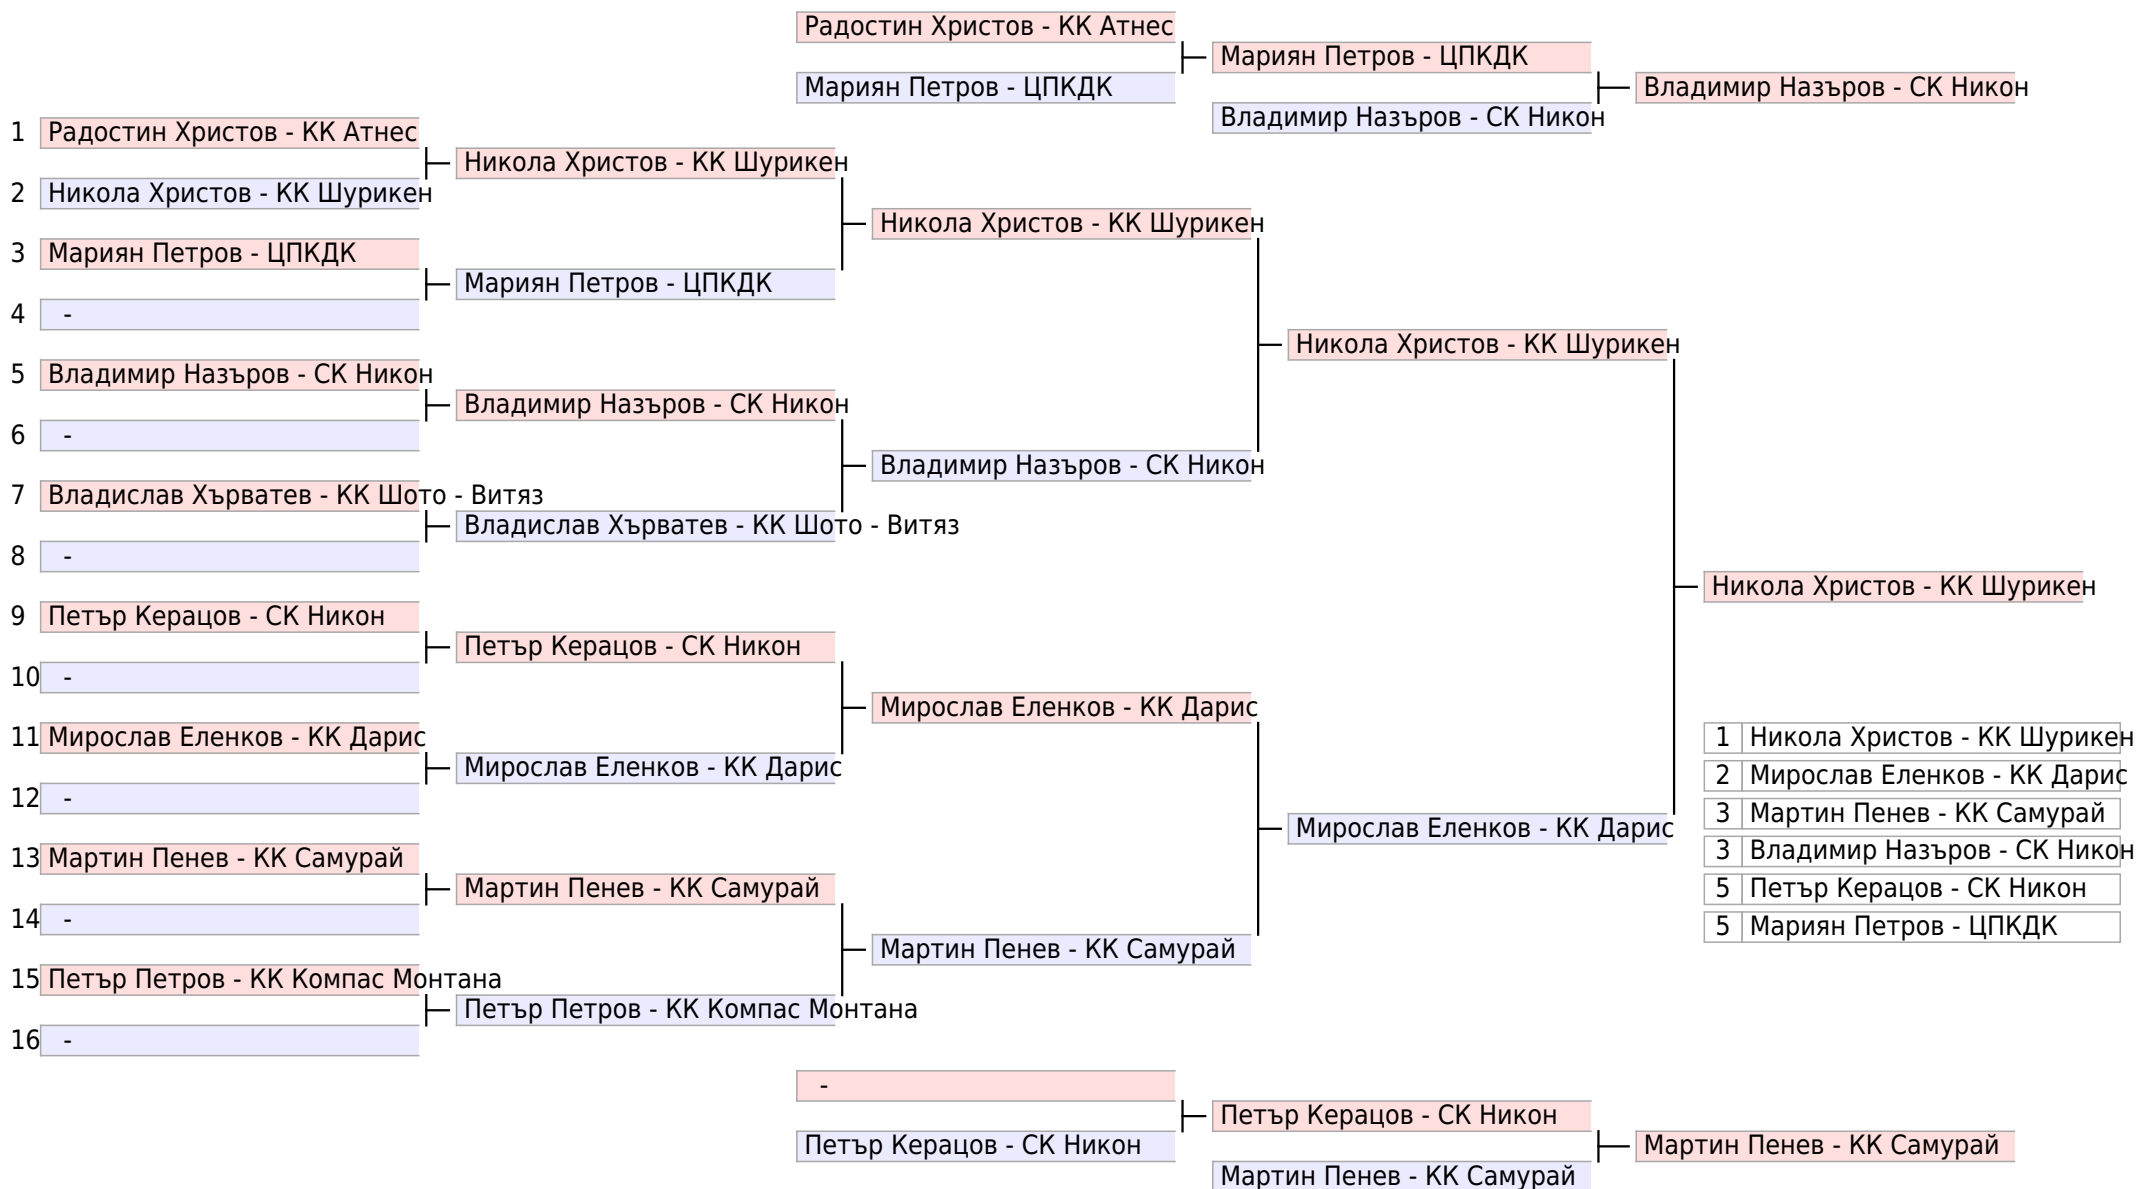 Радостин Христов - КК Атнес
Мариян Петров - ЦПКДК
Мариян Петров - ЦПКДК
Владимир Назъров - СК Никон
Владимир Назъров - СК Никон
1 Радостин Христов - КК Атнес
2 Никола Христов - КК Шурикен
3 Мариян Петров - ЦПКДК
4 -
5 Владимир Назъров - СК Никон
6 -
7 Владислав Хърватев - КК Шото - Витяз
8 -
9 Петър Керацов - СК Никон
10 -
11 Мирослав Еленков - КК Дарис
12 -
13 Мартин Пенев - КК Самурай
14 -
15 Петър Петров - КК Компас Монтана
16 -
Никола Христов - КК Шурикен
Мариян Петров - ЦПКДК
Владимир Назъров - СК Никон
Владислав Хърватев - КК Шото - Витяз
Петър Керацов - СК Никон
Мирослав Еленков - КК Дарис
Мартин Пенев - КК Самурай
Петър Петров - КК Компас Монтана
Никола Христов - КК Шурикен
Владимир Назъров - СК Никон
Мирослав Еленков - КК Дарис
Мартин Пенев - КК Самурай
Никола Христов - КК Шурикен
Мирослав Еленков - КК Дарис
Никола Христов - КК Шурикен
1 Никола Христов - КК Шурикен
2 Мирослав Еленков - КК Дарис
3 Мартин Пенев - КК Самурай
3 Владимир Назъров - СК Никон
5 Петър Керацов - СК Никон
5 Мариян Петров - ЦПКДК
-
Петър Керацов - СК Никон
Петър Керацов - СК Никон
Мартин Пенев - КК Самурай
Мартин Пенев - КК Самурай